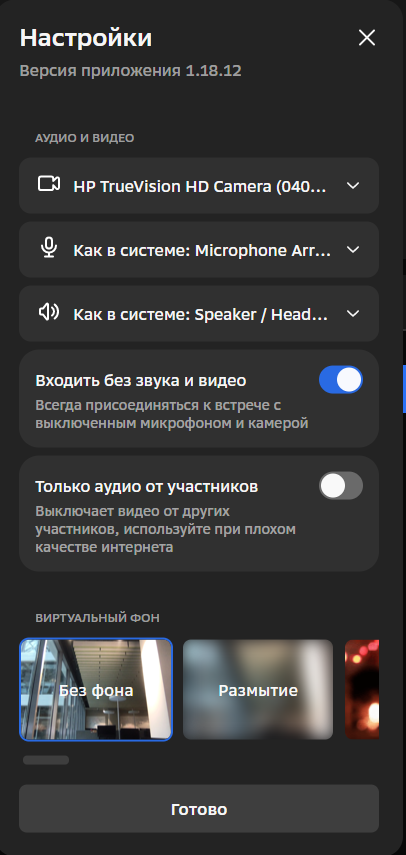 Настройки
Версия приложения 1.18.12
АУДИО И ВИДЕО
HP TrueVision HD Camera (040...
Как в системе: Microphone Arr...
Как в системе: Speaker / Head...
Входить без звука и видео
Всегда присоединяться к встрече с
выключенным микрофоном и камерой
Только аудио от участников
Выключает видео от других
участников, используйте при плохом
качестве интернета
ВИРТУАЛЬНЫЙ ФОН
Без фона
Размытие
Готово